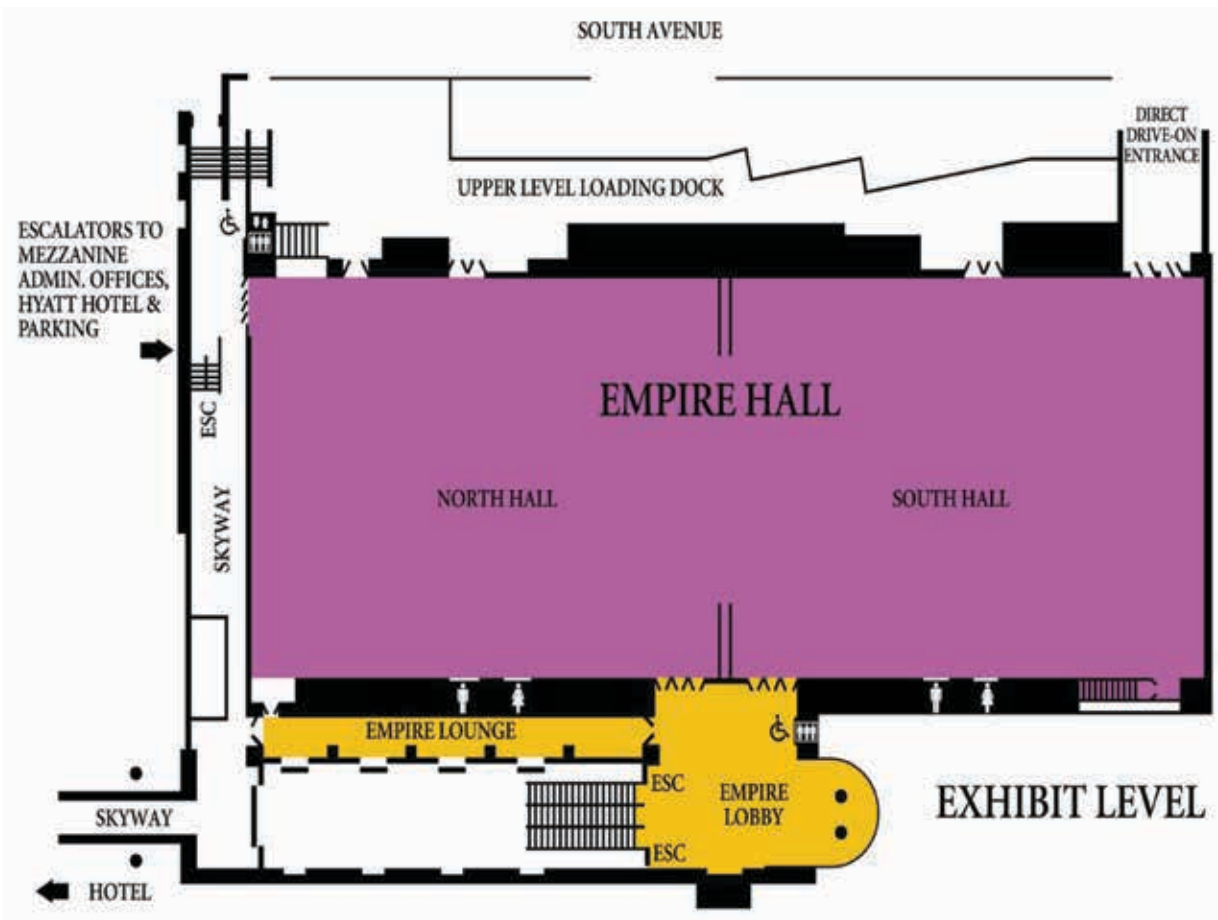 SOUTH AVENUE
DIRECT
DRIVE-ON
ENTRANCE
UPPER LEVEL LOADING DOCK
ESCALATORS TO
MEZZANINE
ADMIN. OFFICES,
HYATT HOTEL &
PARKING
EMPIRE HALL
ESC
NORTH HALL
SOUTH HALL
SKYWAY
EMPIRE LOUNGE
ESC
EMPIRE
LOBBY
EXHIBIT LEVEL
SKYWAY
ESC
HOTEL